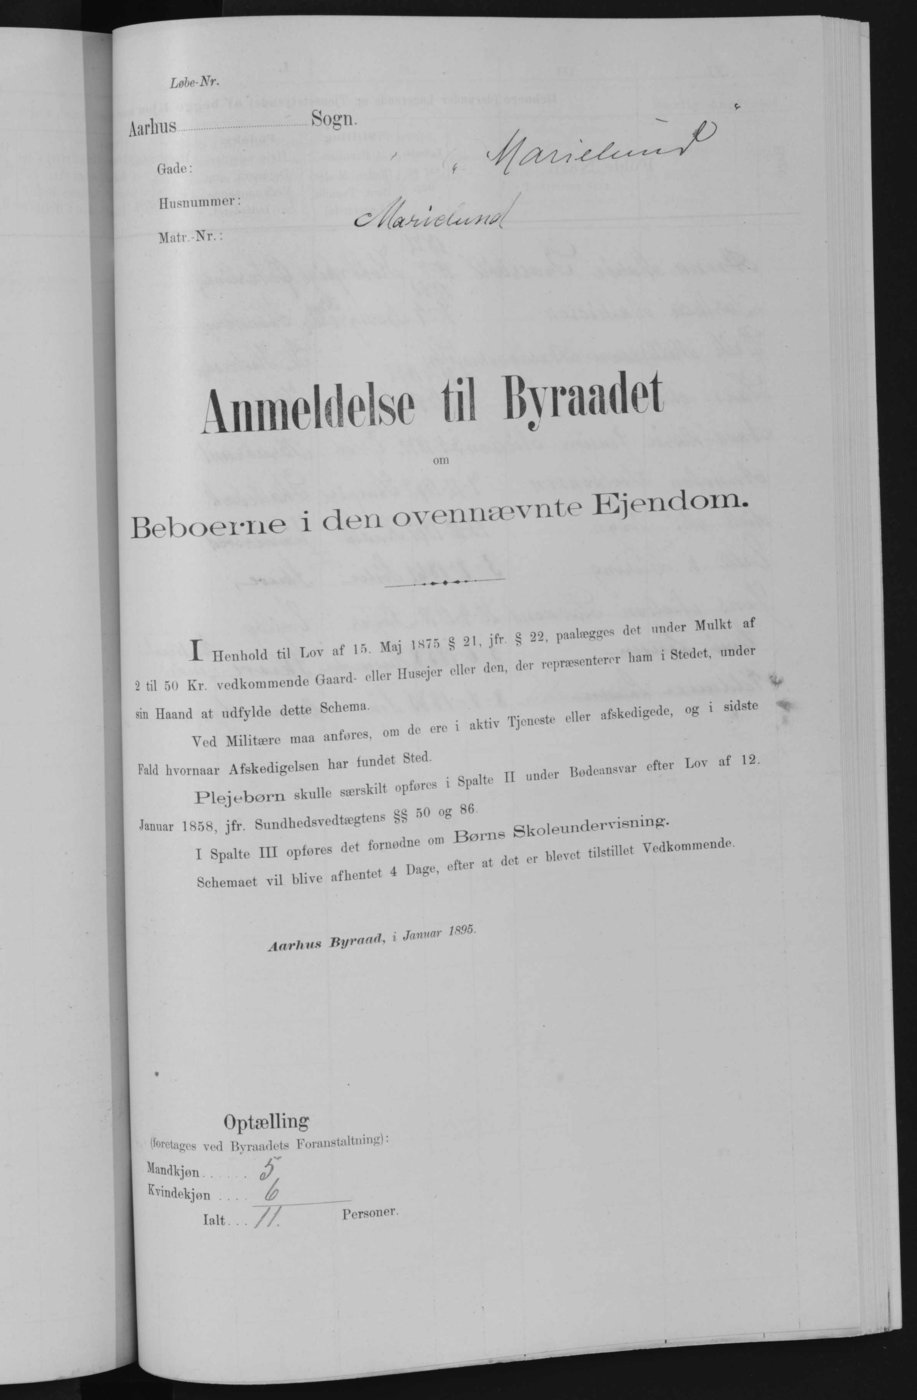 Løbe-Nr.
Aarhus Sogn.
Gade: "Marielund"
Husnummer:
Marielund
Matr.-Nr.:
Anmeldelse til Byraadet
om
Beboerne i den ovennævnte Ejendom.
I Henhold til Lov af 15. Maj 1875 § 21, jfr. § 22, paalægges det under Mulkt af
2 til 50 Kr. vedkommende Gaard- eller Husejer eller den, der repræsenterer ham i Stedet, under
sin Haand at udfylde dette Schema.
Ved Militære maa anføres, om de ere i aktiv Tjeneste eller afskedigede, og i sidste
Fald hvornaar Afskedigelsen har fundet Sted.
Plejebørn skulle særskilt opføres i Spalte II under Bødeansvar efter Lov af 12.
Januar 1858, jfr. Sundhedsvedtægtens §§ 50 og 86.
I Spalte III opføres det fornødne om Børns Skoleundervisning.
Schemaet vil blive afhentet 4 Dage, efter at det er blevet tilstillet Vedkommende.
Aarhus Byraad, i Januar 1895.
Optælling
(foretages ved Byraadets Foranstaltning):
Mandkjøn ...... 5
Kvindekjøn .... 6
Ialt ... 11. Personer.